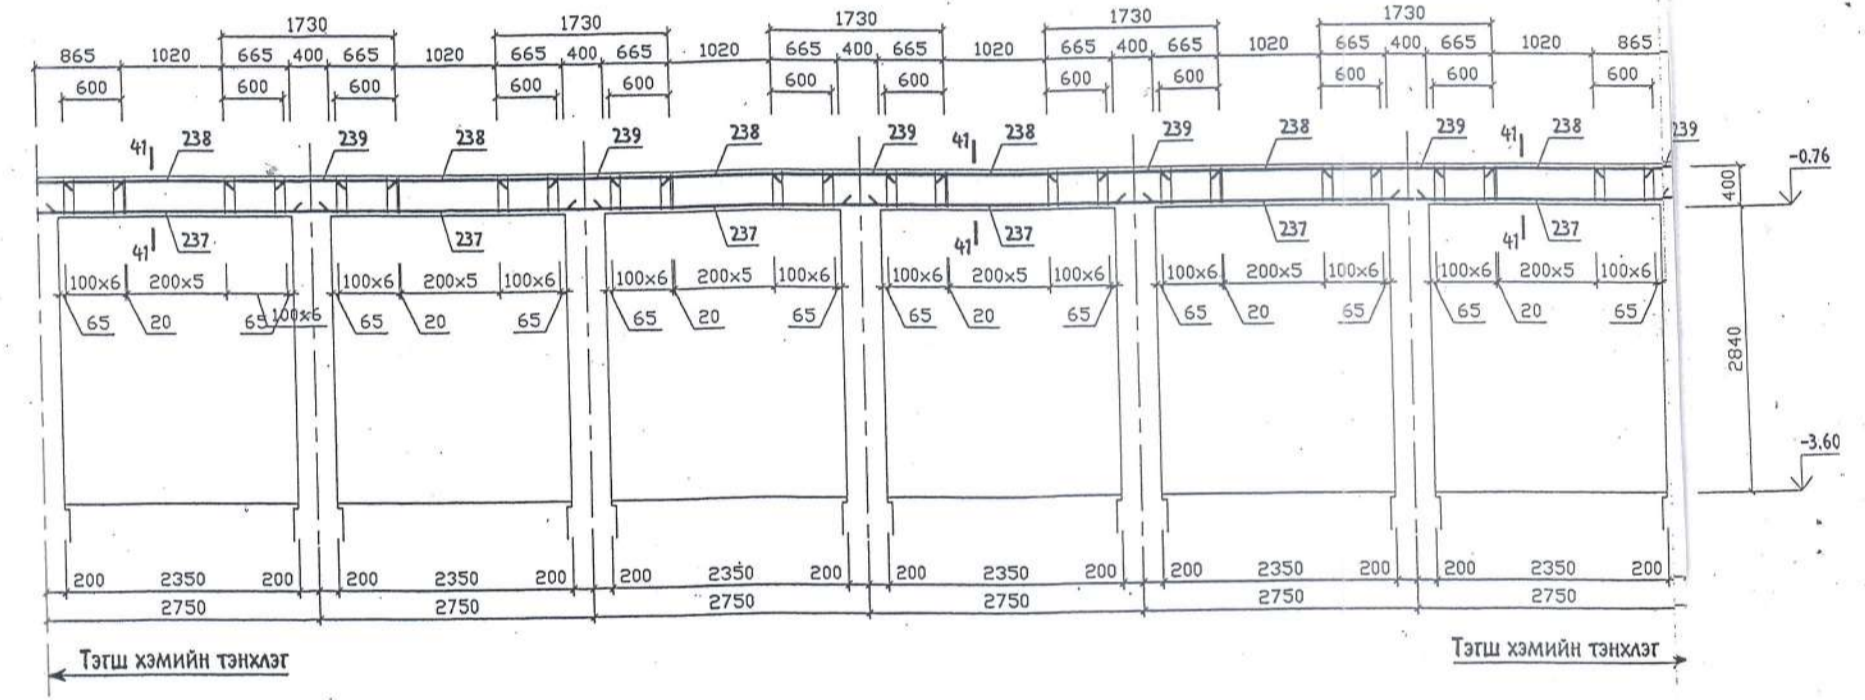 1730 1730 1730 1730 1730
865 1020 665 400 665 1020 665 400 665 1020 665 400 665 1020 665 400 665 1020 665 400 665 1020 865
600 600 600 600 600 600 600 600 600 600 600 600
41 238 239 238 239 238 239 41 238 239 238 239 41 238 239
-0.76
400
41 237 237 237 41 237 237 41 237
100x6 200x5 100x6 100x6 200x5 100x6 100x6 200x5 100x6 100x6 200x5 100x6 100x6 200x5 100x6 100x6 200x5 100x6
65 20 65 65 20 65 65 20 65 65 20 65 65 20 65 65 20 65
2840
-3.60
200 2350 200 200 2350 200 200 2350 200 200 2350 200 200 2350 200 200 2350 200
2750 2750 2750 2750 2750 2750
Тэгш хэмийн тэнхлэг Тэгш хэмийн тэнхлэг